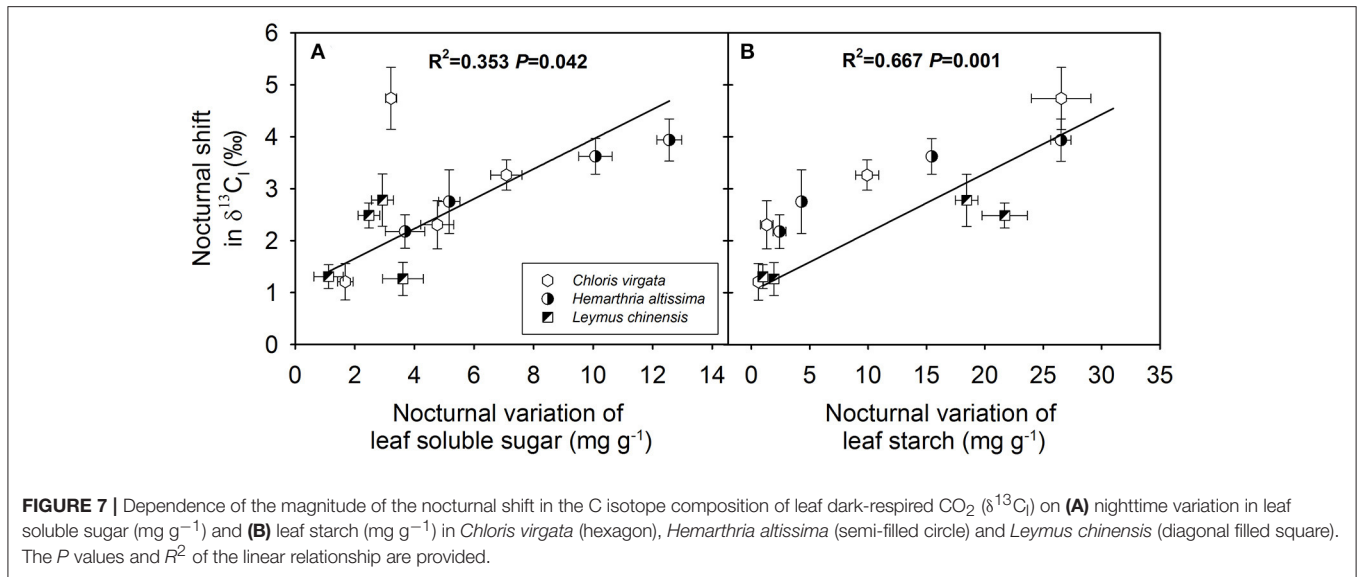 A
R²=0.353 P=0.042
B
R²=0.667 P=0.001
6
5
4
3
2
1
0
Nocturnal shift
in δ¹³Cₗ (‰)
Chloris virgata
Hemarthria altissima
Leymus chinensis
0 2 4 6 8 10 12 14
0 5 10 15 20 25 30 35
Nocturnal variation of
leaf soluble sugar (mg g⁻¹)
Nocturnal variation of
leaf starch (mg g⁻¹)
FIGURE 7 | Dependence of the magnitude of the nocturnal shift in the C isotope composition of leaf dark-respired CO₂ (δ¹³Cₗ) on (A) nighttime variation in leaf
soluble sugar (mg g⁻¹) and (B) leaf starch (mg g⁻¹) in Chloris virgata (hexagon), Hemarthria altissima (semi-filled circle) and Leymus chinensis (diagonal filled square).
The P values and R² of the linear relationship are provided.